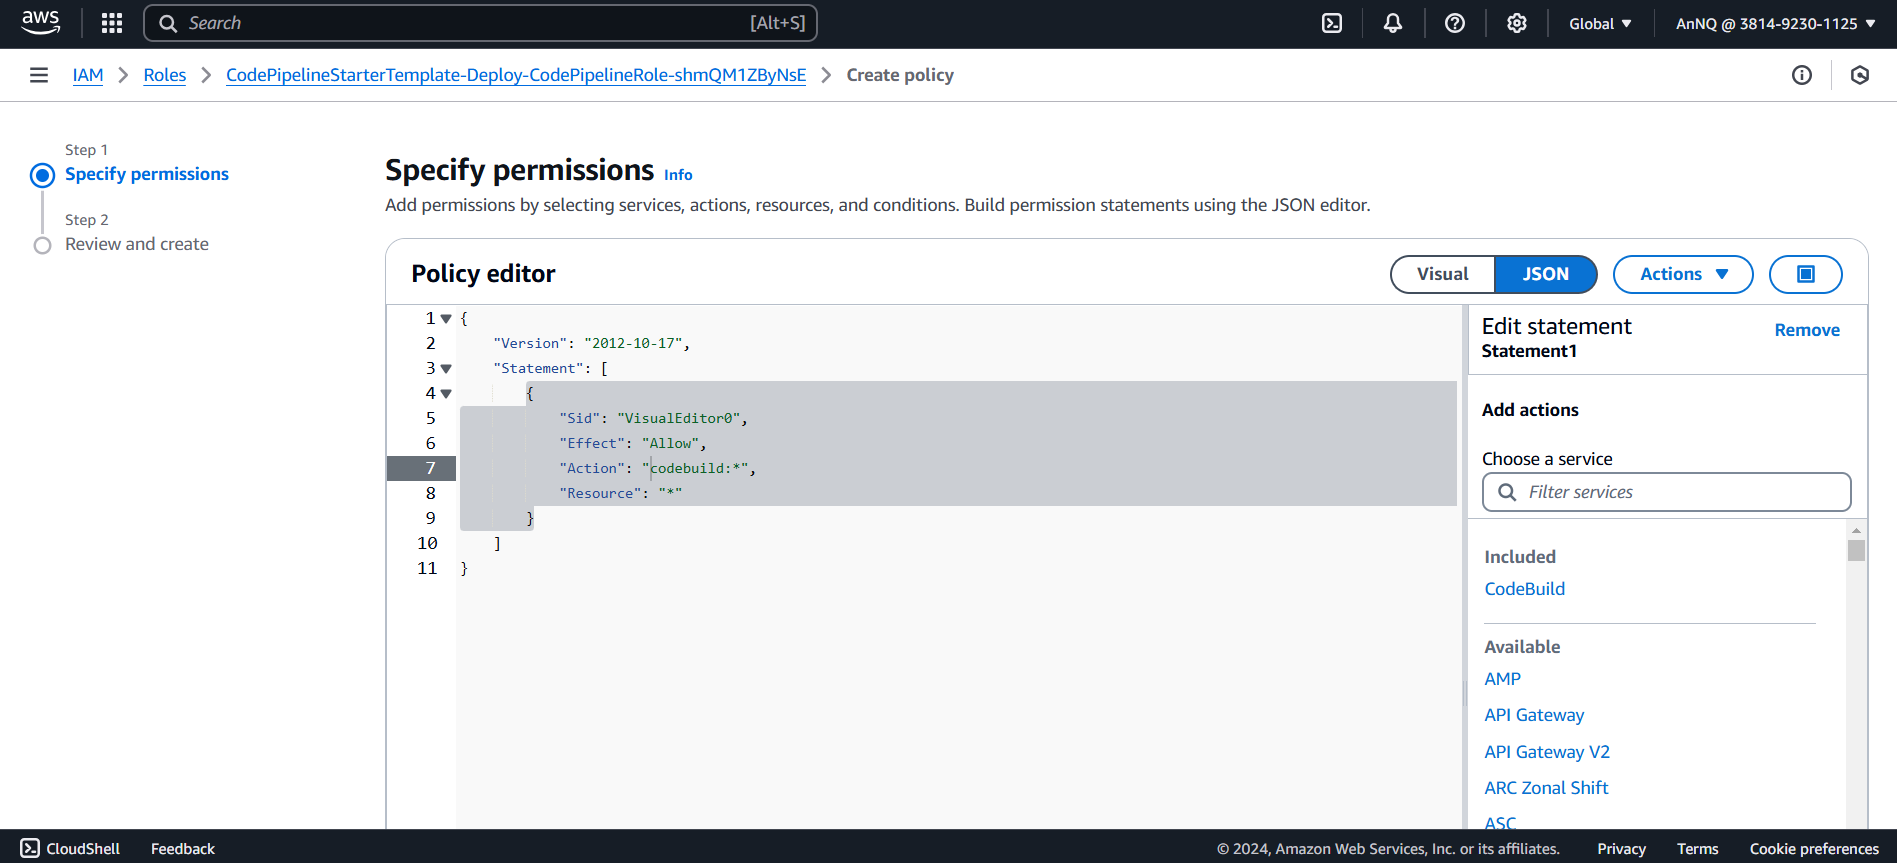 aws
Search [Alt+S]
Global
AnNQ @ 3814-9230-1125
IAM
Roles
CodePipelineStarterTemplate-Deploy-CodePipelineRole-shmQM1ZByNsE
Create policy
Step 1
Specify permissions
Step 2
Review and create
Specify permissions Info
Add permissions by selecting services, actions, resources, and conditions. Build permission statements using the JSON editor.
Policy editor
Visual
JSON
Actions
1 {
2 "Version": "2012-10-17",
3 "Statement": [
4 {
5 "Sid": "VisualEditor0",
6 "Effect": "Allow",
7 "Action": "codebuild:*",
8 "Resource": "*"
9 }
10 ]
11 }
Edit statement
Statement1
Remove
Add actions
Choose a service
Filter services
Included
CodeBuild
Available
AMP
API Gateway
API Gateway V2
ARC Zonal Shift
ASC
CloudShell
Feedback
© 2024, Amazon Web Services, Inc. or its affiliates.
Privacy
Terms
Cookie preferences